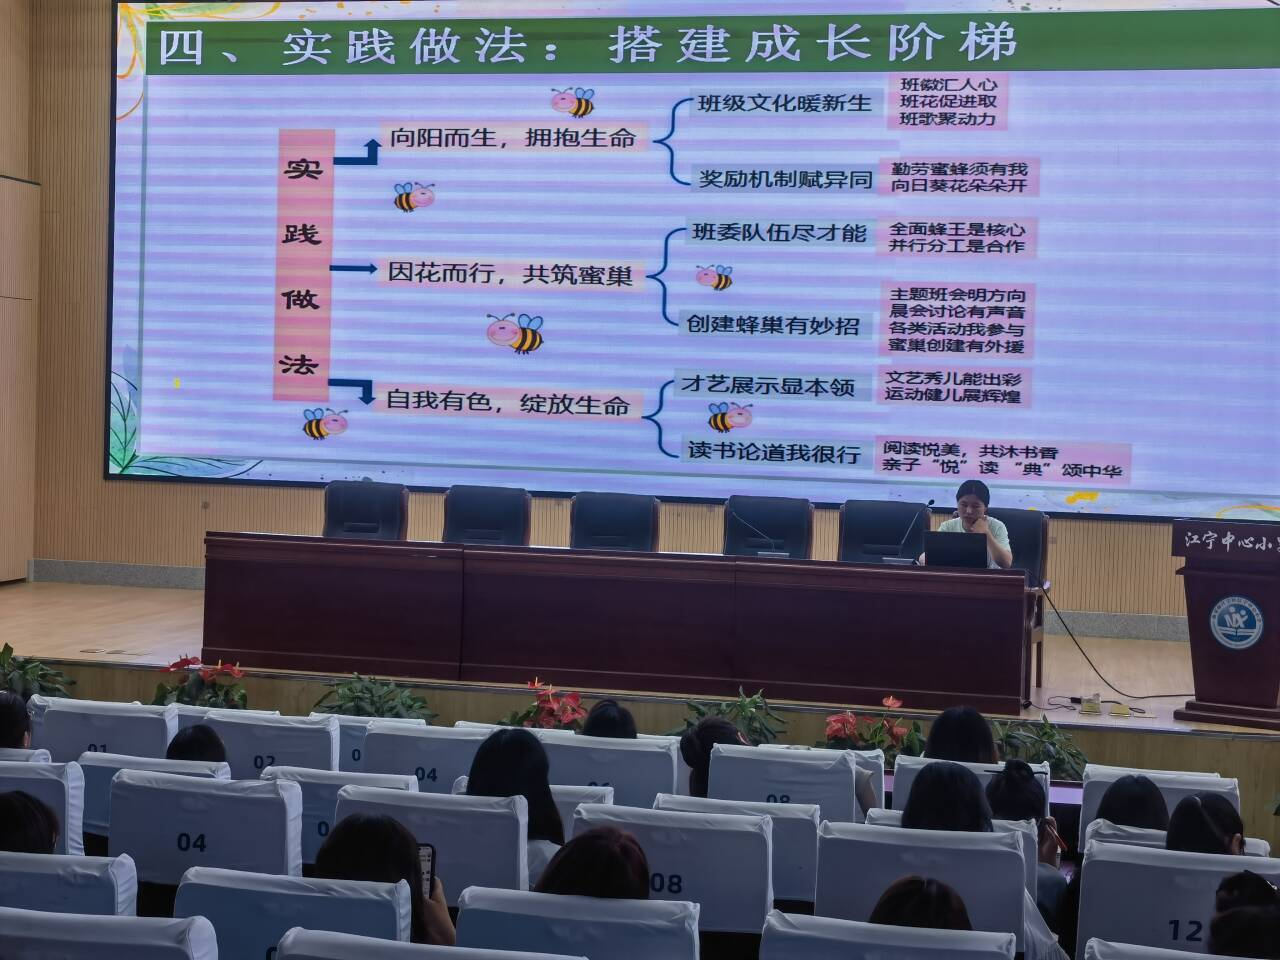 四、实践做法：搭建成长阶梯
实践做法
向阳而生，拥抱生命
班级文化暖新生
班徽汇人心
班花促进取
班歌聚动力
奖励机制赋异同
勤劳蜜蜂须有我
向日葵花朵朵开
因花而行，共筑蜜巢
班委队伍尽才能
全面蜂王是核心
并行分工是合作
创建蜂巢有妙招
主题班会明方向
晨会讨论有声音
各类活动我参与
蜜巢创建有外援
自我有色，绽放生命
才艺展示显本领
文艺秀儿能出彩
运动健儿展辉煌
读书论道我很行
阅读悦美，共沐书香
亲子“悦”读“典”颂中华
江宁中心小
01
02
04
08
04
08
12